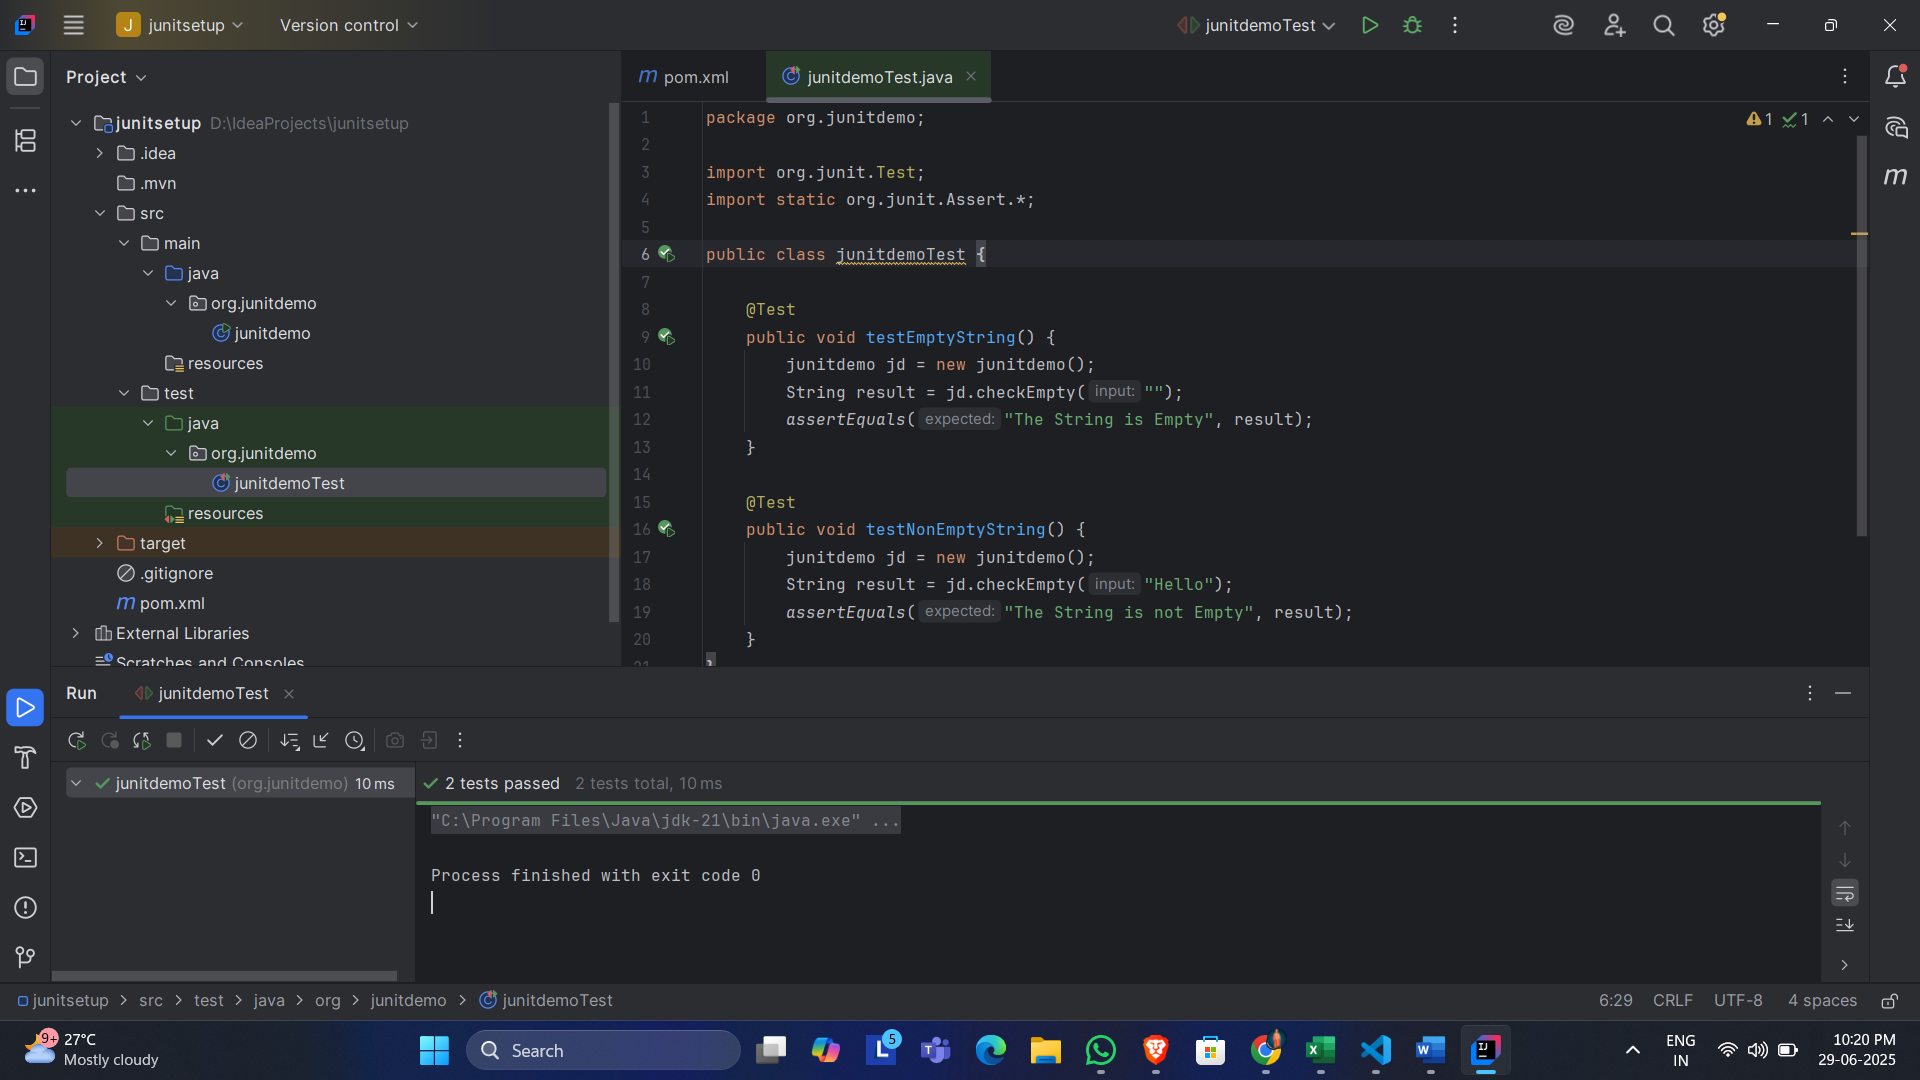 J junitsetup
Version control
junitdemoTest
Project
pom.xml
junitdemoTest.java
junitsetup D:\IdeaProjects\junitsetup
.idea
.mvn
src
main
java
org.junitdemo
junitdemo
resources
test
java
org.junitdemo
junitdemoTest
resources
target
.gitignore
m pom.xml
External Libraries
Scratches and Consoles
1 package org.junitdemo;
2
3 import org.junit.Test;
4 import static org.junit.Assert.*;
5
6 public class junitdemoTest {
7
8 @Test
9 public void testEmptyString() {
10 junitdemo jd = new junitdemo();
11 String result = jd.checkEmpty( input: "");
12 assertEquals( expected: "The String is Empty", result);
13 }
14
15 @Test
16 public void testNonEmptyString() {
17 junitdemo jd = new junitdemo();
18 String result = jd.checkEmpty( input: "Hello");
19 assertEquals( expected: "The String is not Empty", result);
20 }
21 }
1 1
m
Run
junitdemoTest
junitdemoTest (org.junitdemo) 10 ms
2 tests passed 2 tests total, 10 ms
"C:\Program Files\Java\jdk-21\bin\java.exe" ...
Process finished with exit code 0
junitsetup > src > test > java > org > junitdemo > junitdemoTest
6:29 CRLF UTF-8 4 spaces
9+ 27°C
Mostly cloudy
Search
L 5
ENG
IN
10:20 PM
29-06-2025